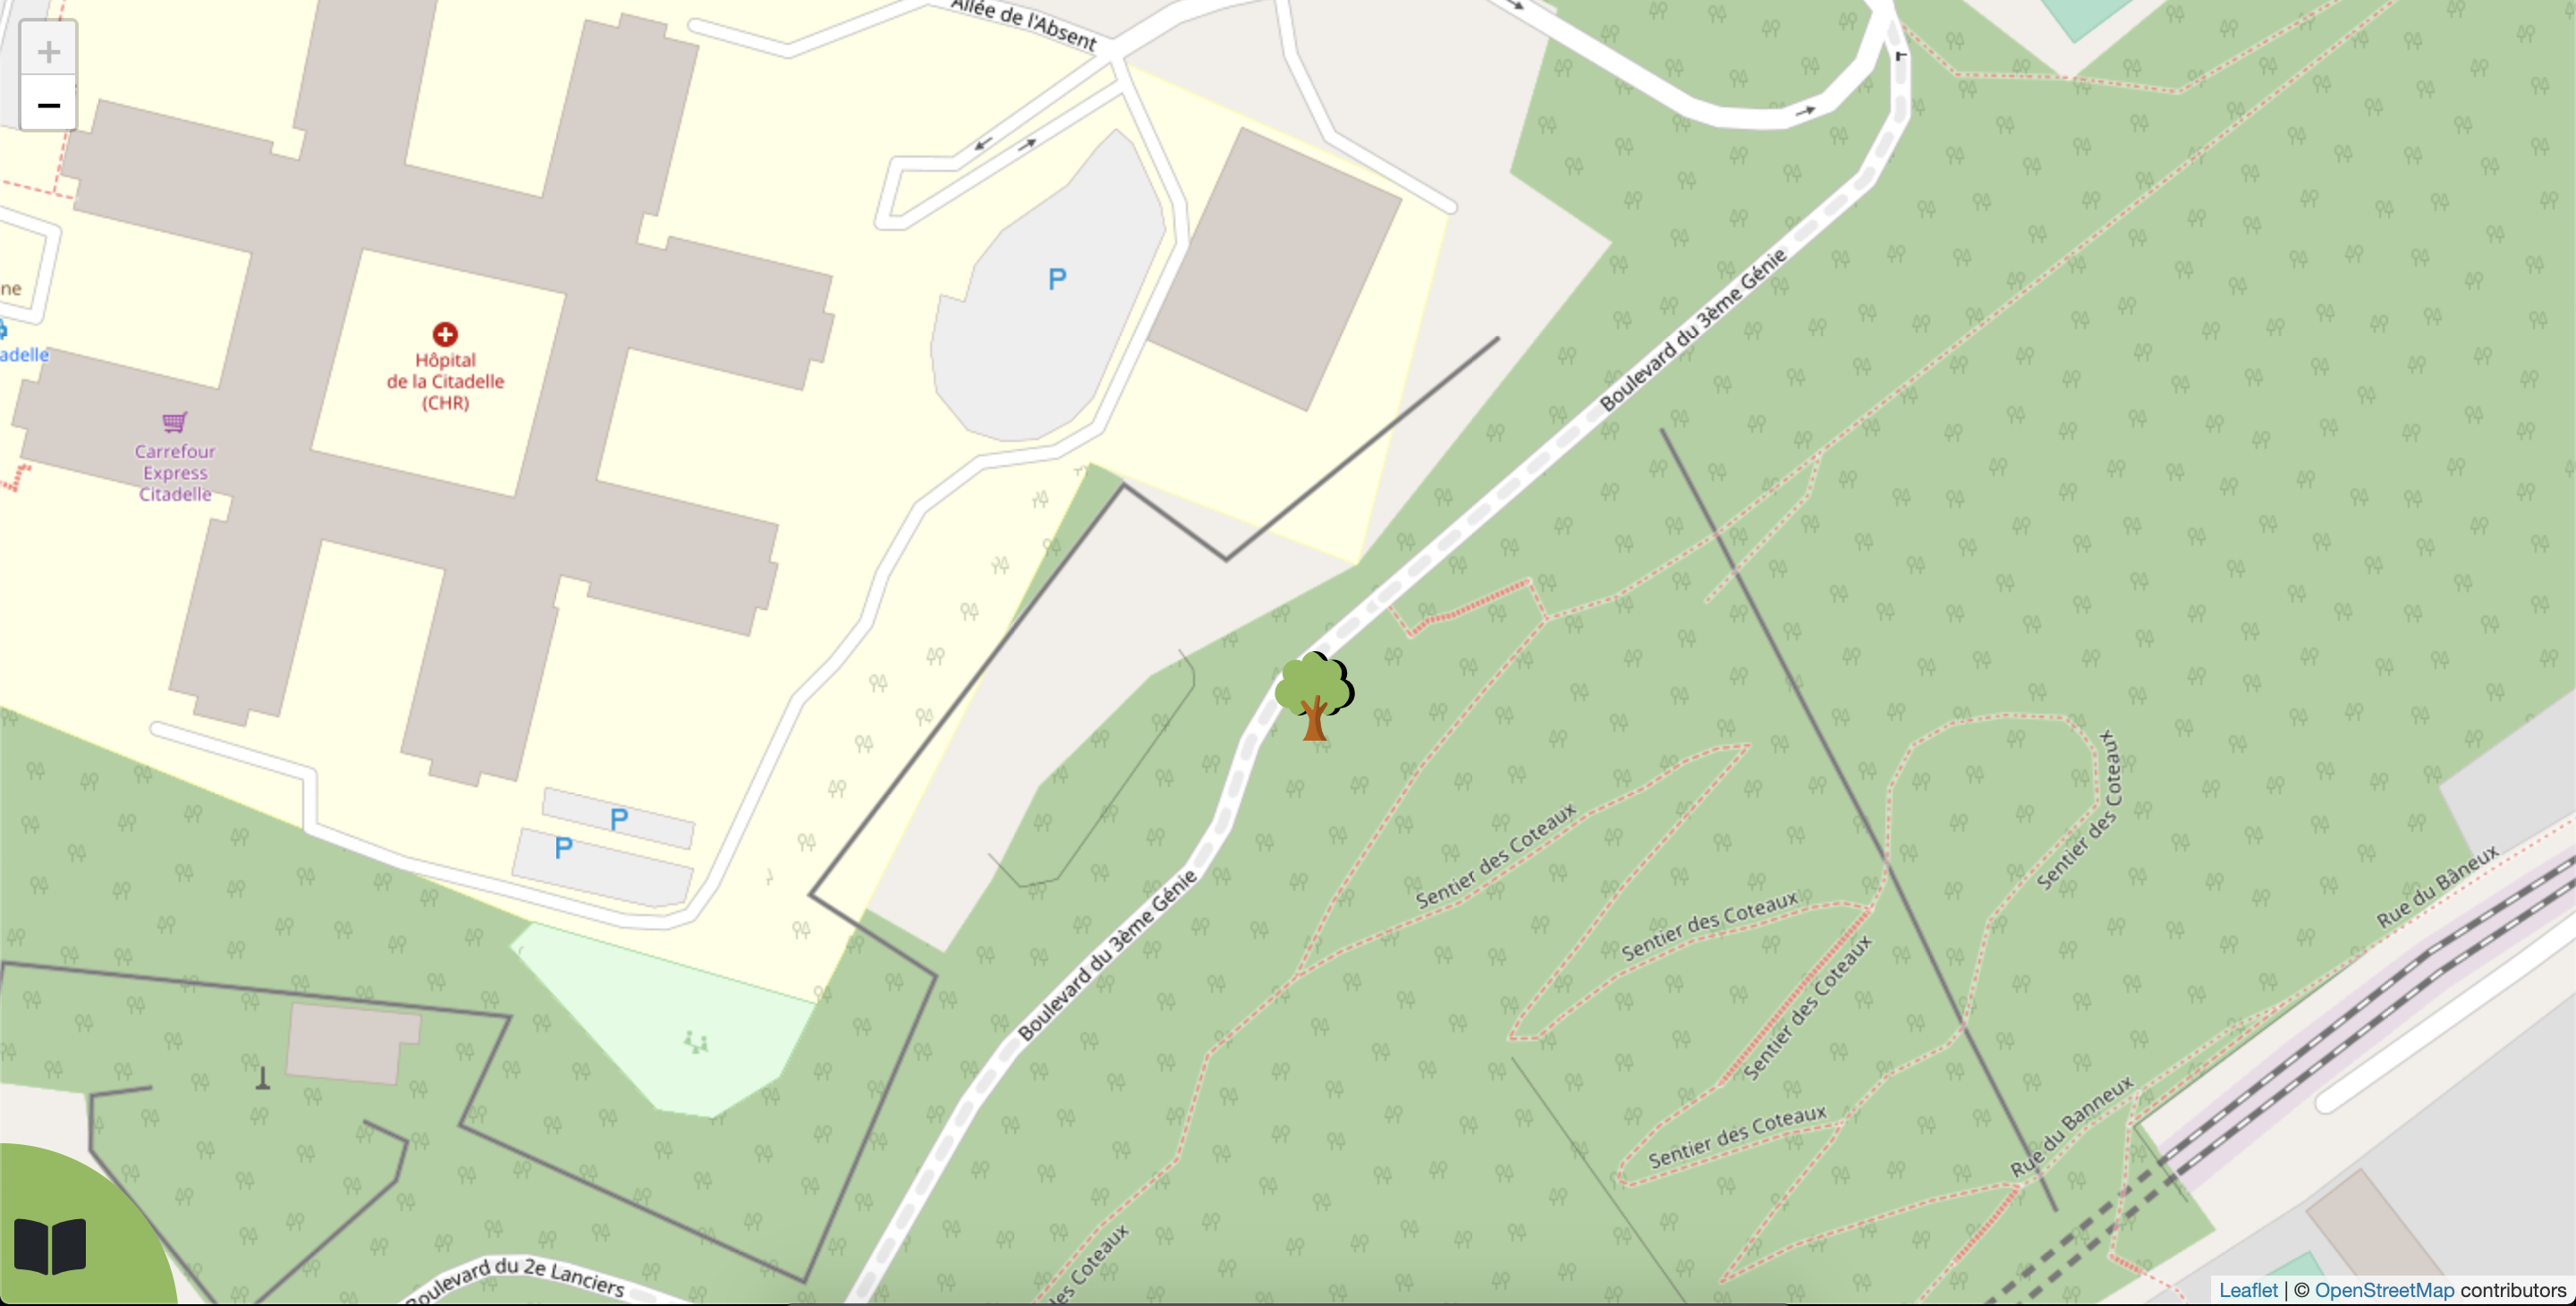 Allée de l'Absent
+
−
P
ne
adelle
Hôpital
de la Citadelle
(CHR)
Boulevard du 3ème Génie
Carrefour
Express
Citadelle
P
P
Sentier des Coteaux
Sentier des Coteaux
Sentier des Coteaux
Sentier des Coteaux
Sentier des Coteaux
Rue du Bâneux
Boulevard du 3ème Génie
Rue du Banneux
des Coteaux
Boulevard du 2e Lanciers
Leaflet | © OpenStreetMap contributors